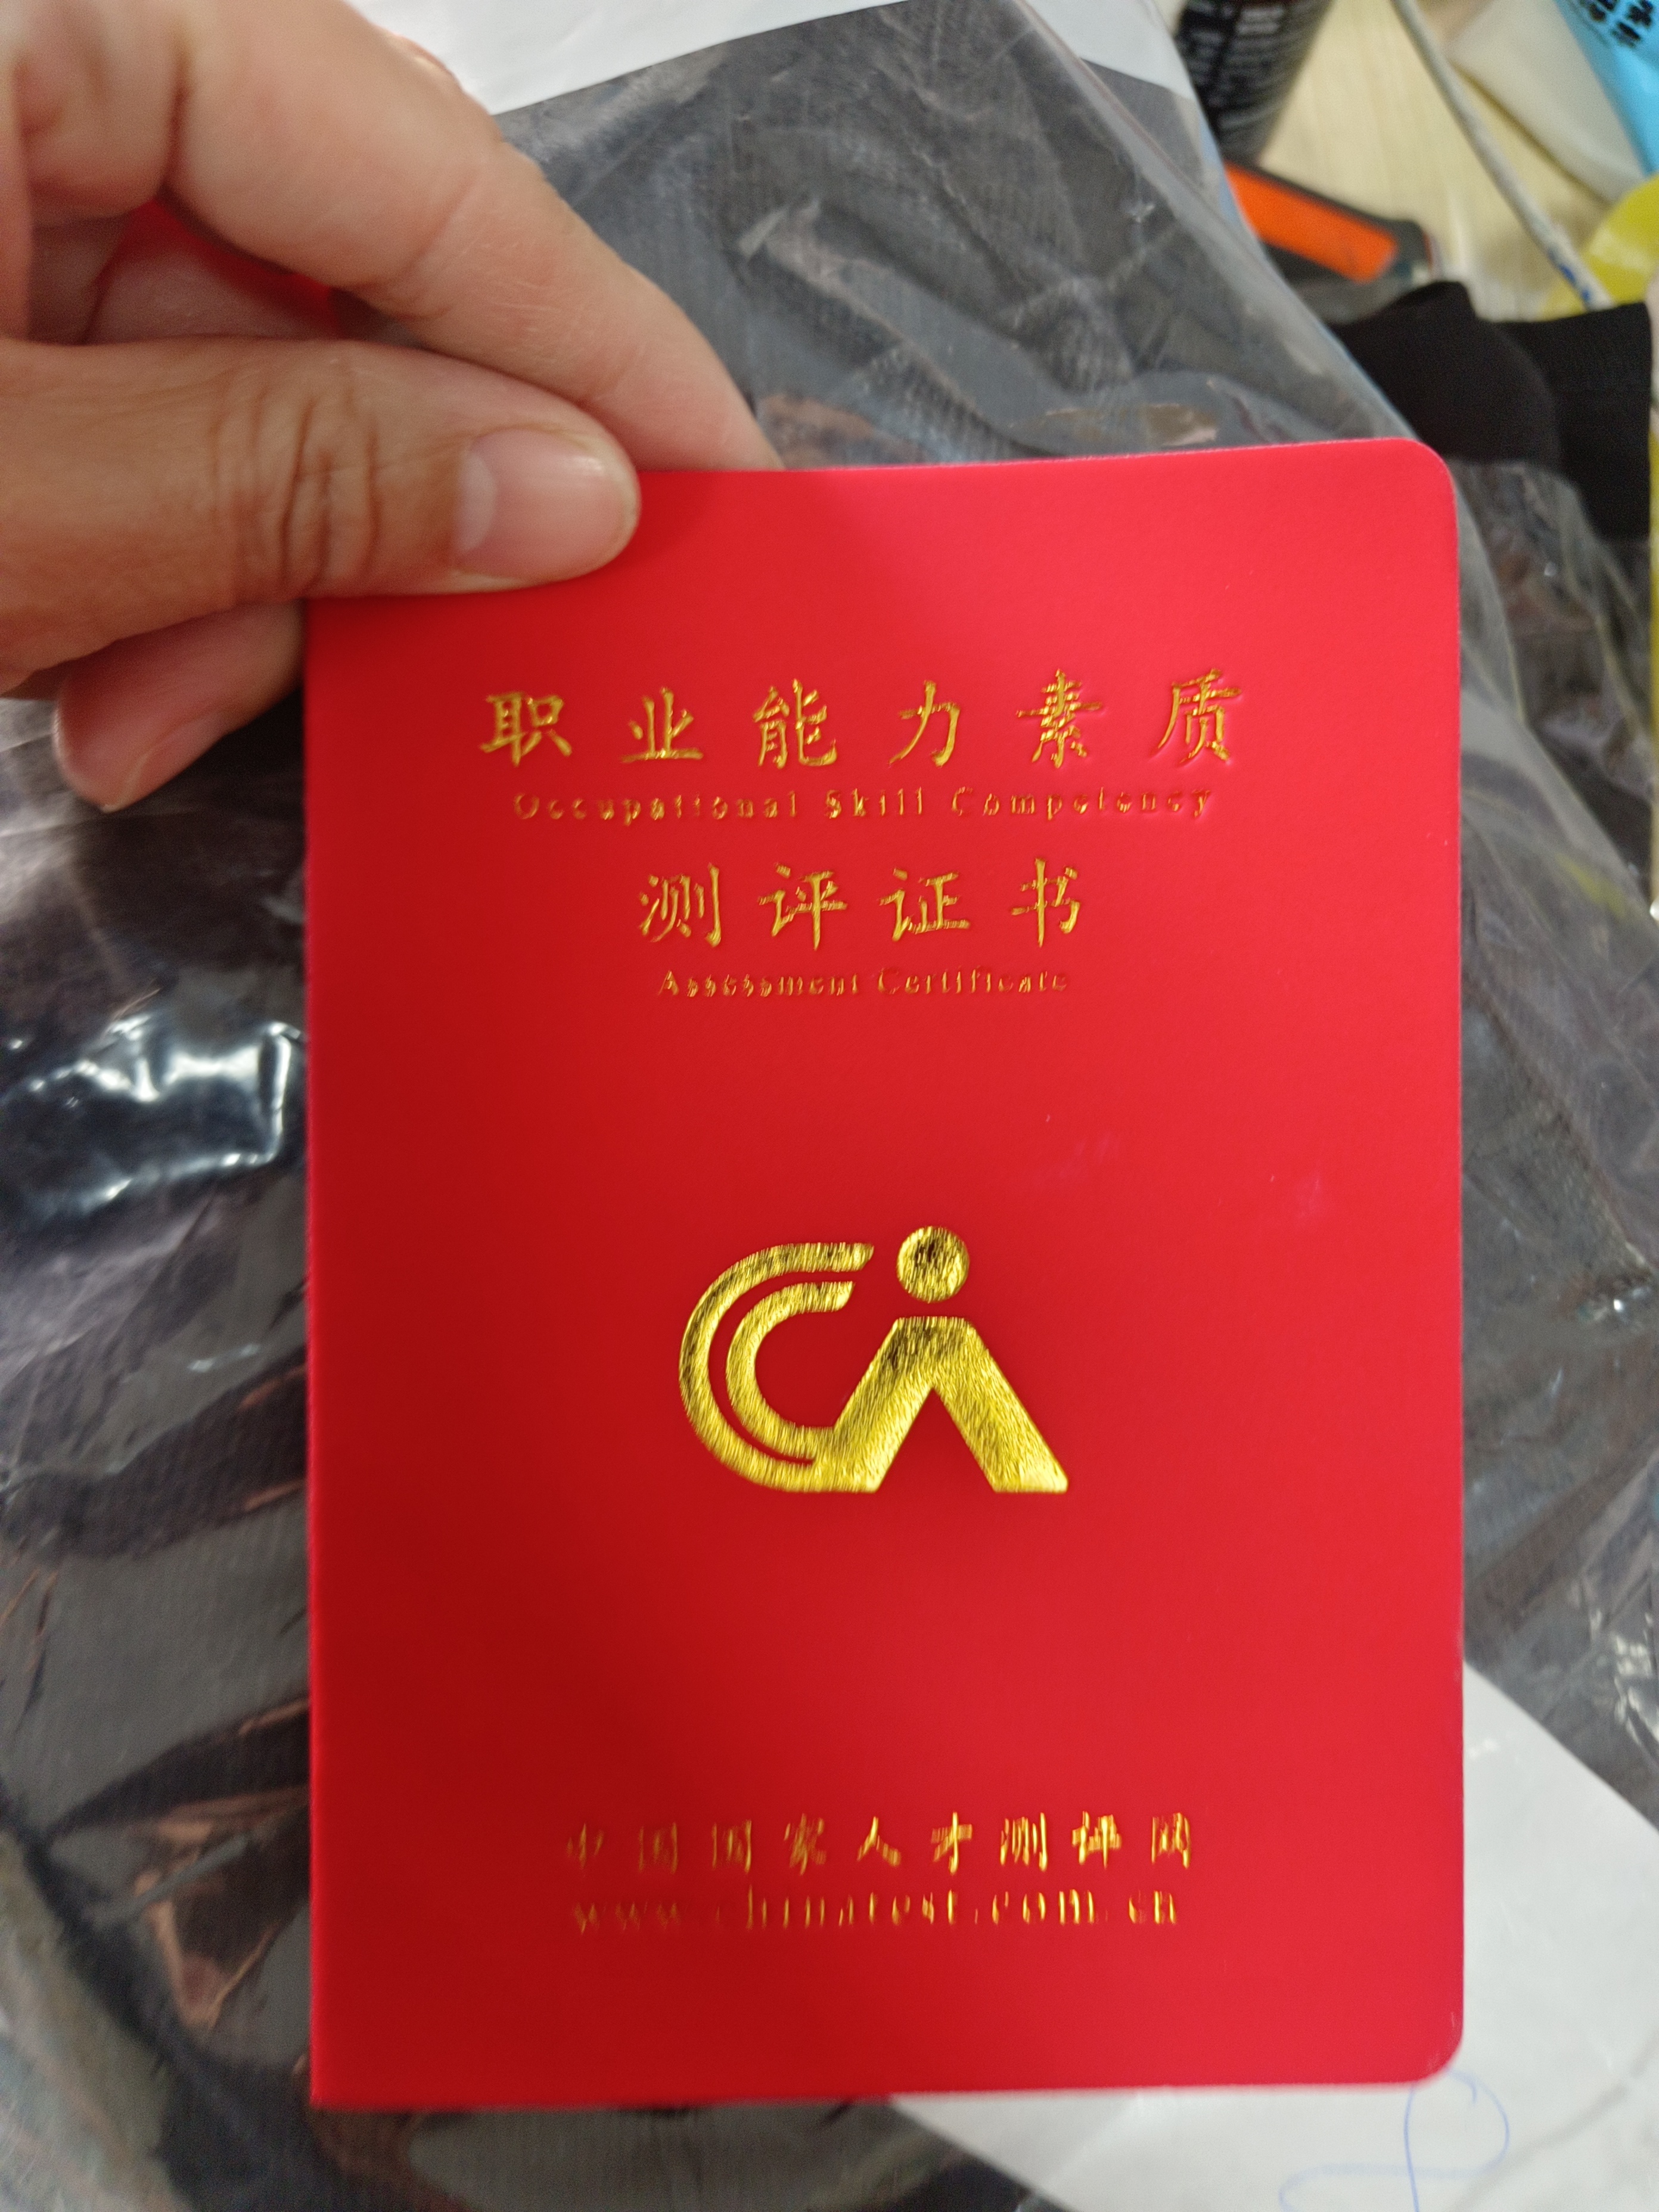 职业能力素质
Occupational Skill Competency
测评证书
Assessment Certificate
中国国家人才测评网
www.chinatest.com.cn